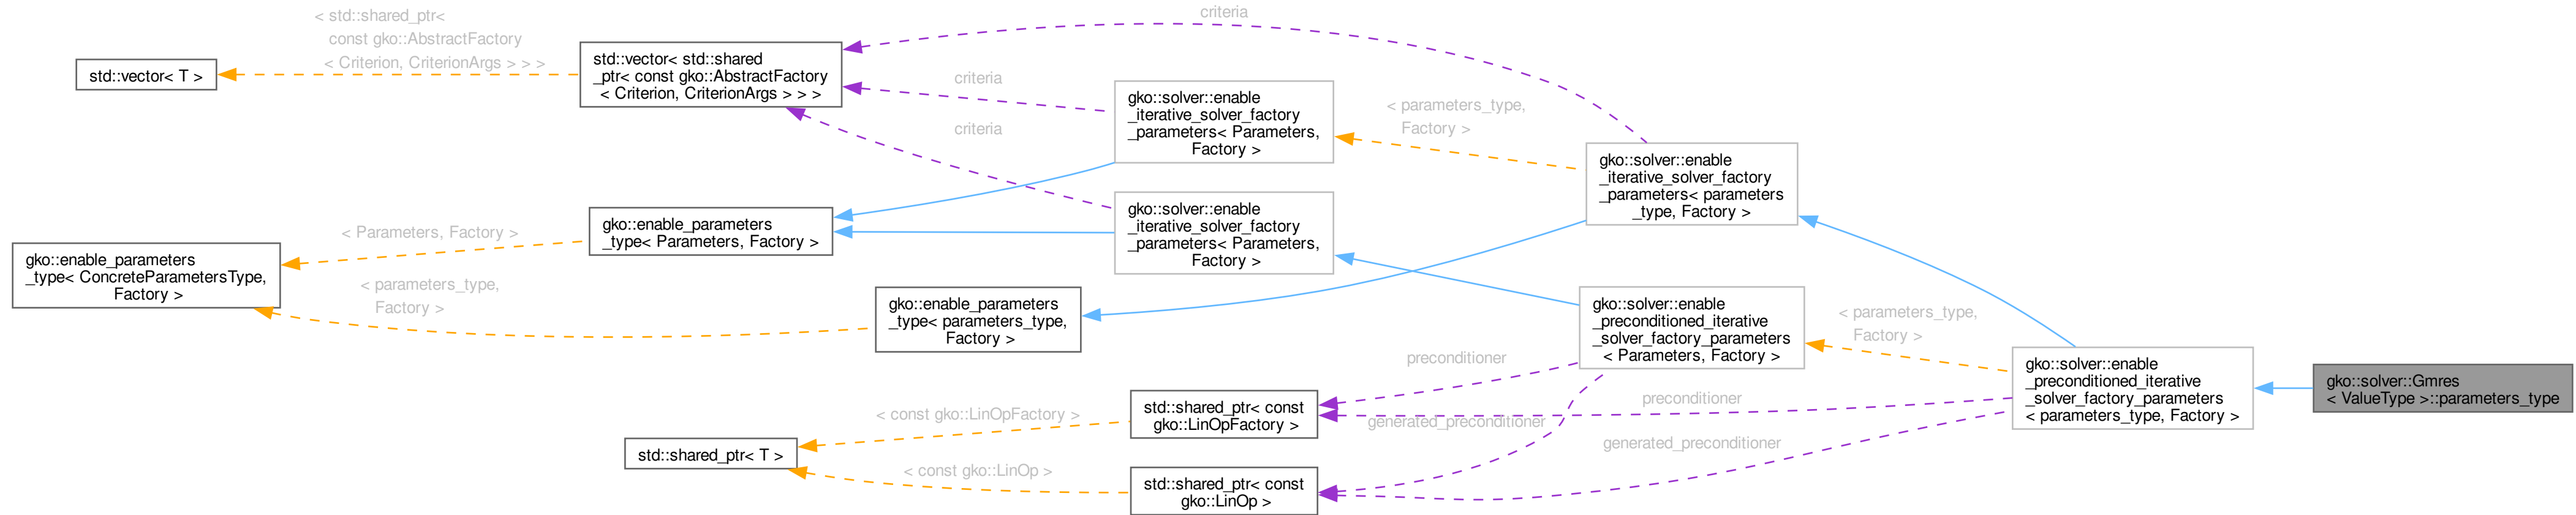 < std::shared_ptr<
const gko::AbstractFactory
< Criterion, CriterionArgs > > >
std::vector< T >
std::vector< std::shared
_ptr< const gko::AbstractFactory
< Criterion, CriterionArgs > > >
criteria
criteria
criteria
gko::solver::enable
_iterative_solver_factory
_parameters< Parameters,
Factory >
< parameters_type,
Factory >
gko::solver::enable
_iterative_solver_factory
_parameters< parameters
_type, Factory >
gko::enable_parameters
_type< ConcreteParametersType,
Factory >
< Parameters, Factory >
< parameters_type,
Factory >
gko::enable_parameters
_type< Parameters, Factory >
gko::solver::enable
_iterative_solver_factory
_parameters< Parameters,
Factory >
gko::enable_parameters
_type< parameters_type,
Factory >
gko::solver::enable
_preconditioned_iterative
_solver_factory_parameters
< Parameters, Factory >
< parameters_type,
Factory >
gko::solver::enable
_preconditioned_iterative
_solver_factory_parameters
< parameters_type, Factory >
gko::solver::Gmres
< ValueType >::parameters_type
preconditioner
preconditioner
generated_preconditioner
generated_preconditioner
std::shared_ptr< T >
< const gko::LinOpFactory >
< const gko::LinOp >
std::shared_ptr< const
gko::LinOpFactory >
std::shared_ptr< const
gko::LinOp >